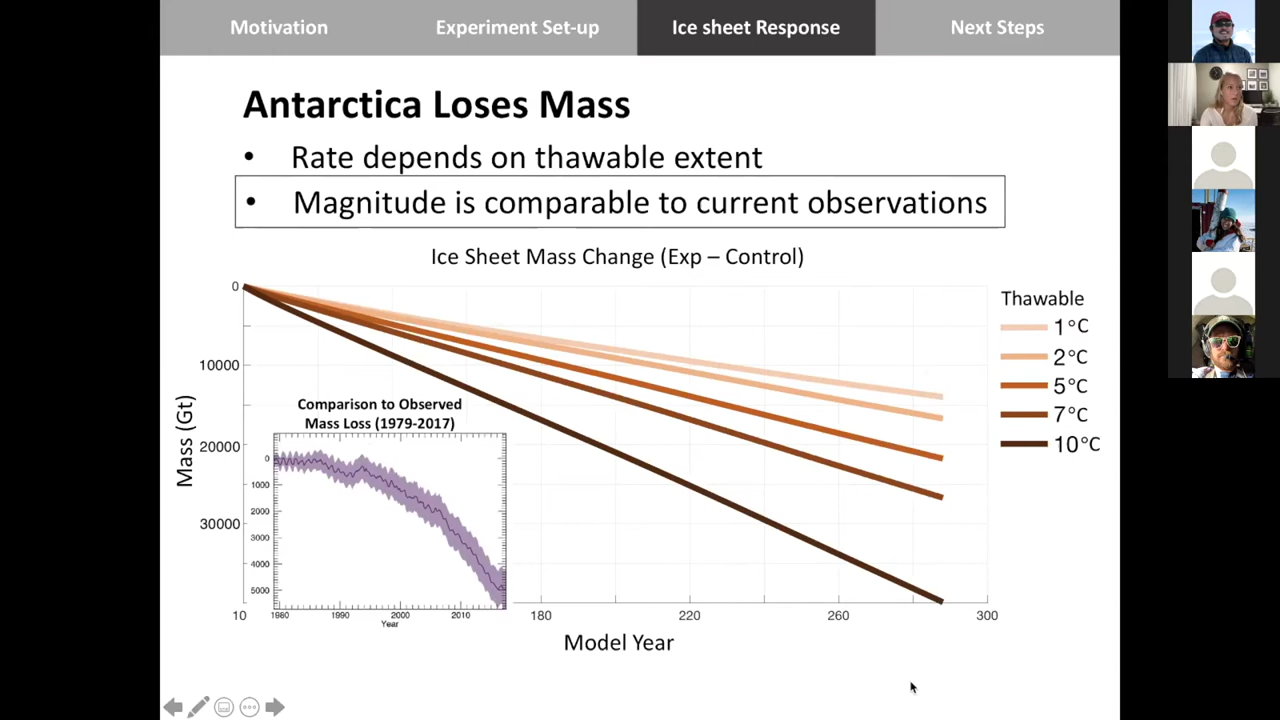 Motivation Experiment Set-up Ice sheet Response Next Steps
Antarctica Loses Mass
• Rate depends on thawable extent
• Magnitude is comparable to current observations
Ice Sheet Mass Change (Exp – Control)
0
10000
20000
30000
Mass (Gt)
10 180 220 260 300
Model Year
Comparison to Observed
Mass Loss (1979-2017)
0
1000
2000
3000
4000
5000
1980 1990 2000 2010
Year
Thawable
1°C
2°C
5°C
7°C
10°C